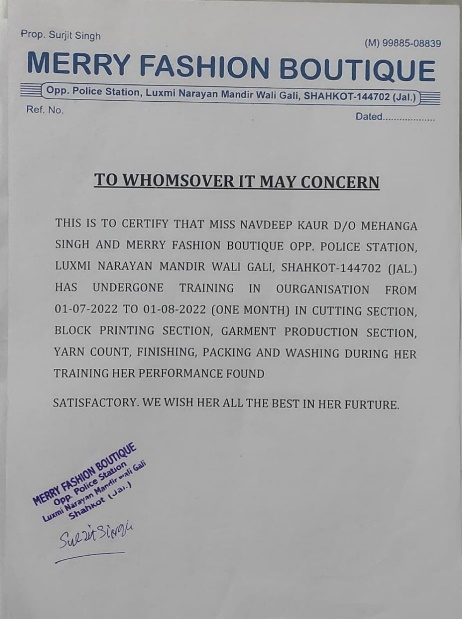 Prop. Surjit Singh
(M) 99885-08839
MERRY FASHION BOUTIQUE
Opp. Police Station, Luxmi Narayan Mandir Wali Gali, SHAHKOT-144702 (Jal.)
Ref. No.
Dated...................
TO WHOMSOVER IT MAY CONCERN
THIS IS TO CERTIFY THAT MISS NAVDEEP KAUR D/O MEHANGA
SINGH AND MERRY FASHION BOUTIQUE OPP. POLICE STATION,
LUXMI NARAYAN MANDIR WALI GALI, SHAHKOT-144702 (JAL.)
HAS UNDERGONE TRAINING IN OURGANISATION FROM
01-07-2022 TO 01-08-2022 (ONE MONTH) IN CUTTING SECTION,
BLOCK PRINTING SECTION, GARMENT PRODUCTION SECTION,
YARN COUNT, FINISHING, PACKING AND WASHING DURING HER
TRAINING HER PERFORMANCE FOUND
SATISFACTORY. WE WISH HER ALL THE BEST IN HER FURTURE.
MERRY FASHION BOUTIQUE
Opp. Police Station
Luxmi Narayan Mandir wali Gali
Shahkot (Jal.)
Surjit Singh